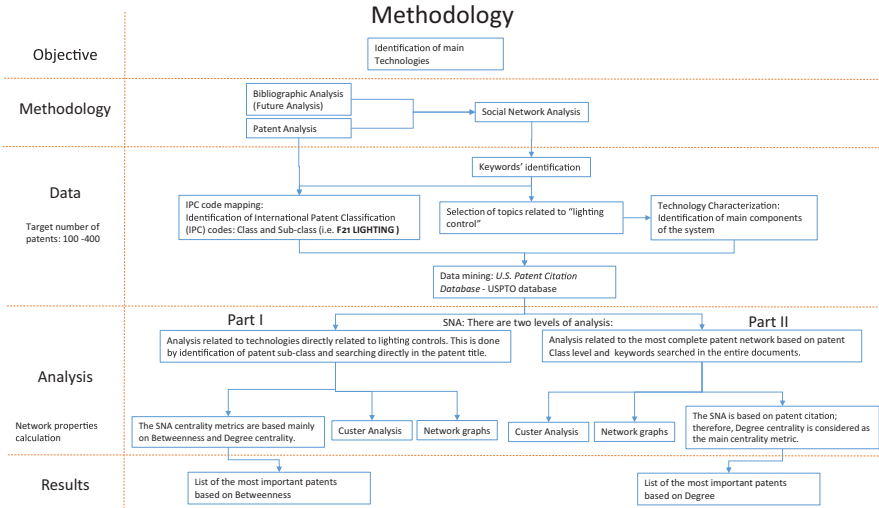 Methodology
Objective
Identification of main
Technologies
Methodology
Bibliographic Analysis
(Future Analysis)
Patent Analysis
Social Network Analysis
Keywords' identification
Data
Target number of
patents: 100 -400
IPC code mapping:
Identification of International Patent Classification
(IPC) codes: Class and Sub-class (i.e. F21 LIGHTING )
Selection of topics related to "lighting
control"
Technology Characterization:
Identification of main components
of the system
Data mining: U.S. Patent Citation
Database - USPTO database
Part I
SNA: There are two levels of analysis:
Part II
Analysis related to technologies directly related to lighting controls. This is
done by identification of patent sub-class and searching directly in the patent title.
Analysis related to the most complete patent network based on patent
Class level and keywords searched in the entire documents.
Analysis
Network properties
calculation
The SNA centrality metrics are based mainly
on Betweenness and Degree centrality.
Custer Analysis
Network graphs
Custer Analysis
Network graphs
The SNA is based on patent citation;
therefore, Degree centrality is considered as
the main centrality metric.
Results
List of the most important patents
based on Betweenness
List of the most important patents
based on Degree